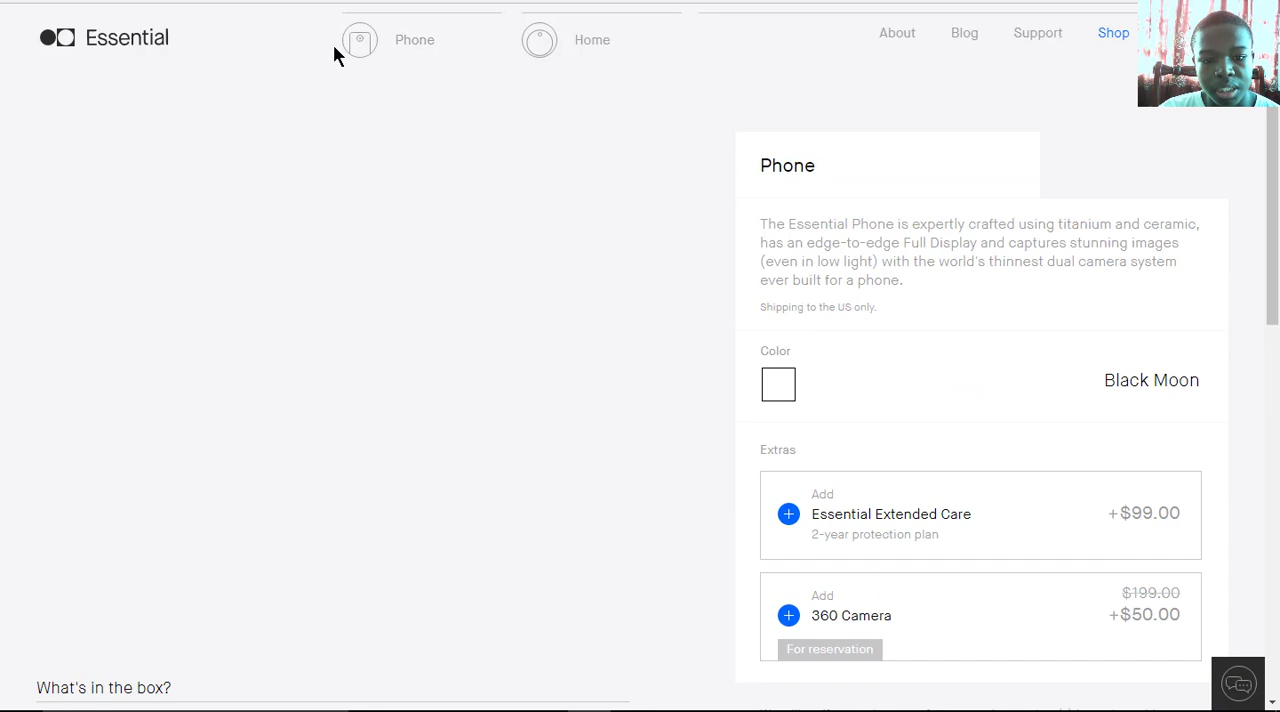 Essential
Phone
Home
About
Blog
Support
Shop
Phone
The Essential Phone is expertly crafted using titanium and ceramic,
has an edge-to-edge Full Display and captures stunning images
(even in low light) with the world's thinnest dual camera system
ever built for a phone.
Shipping to the US only.
Color
Black Moon
Extras
Add
Essential Extended Care
2-year protection plan
+$99.00
Add
360 Camera
$199.00
+$50.00
For reservation
What's in the box?